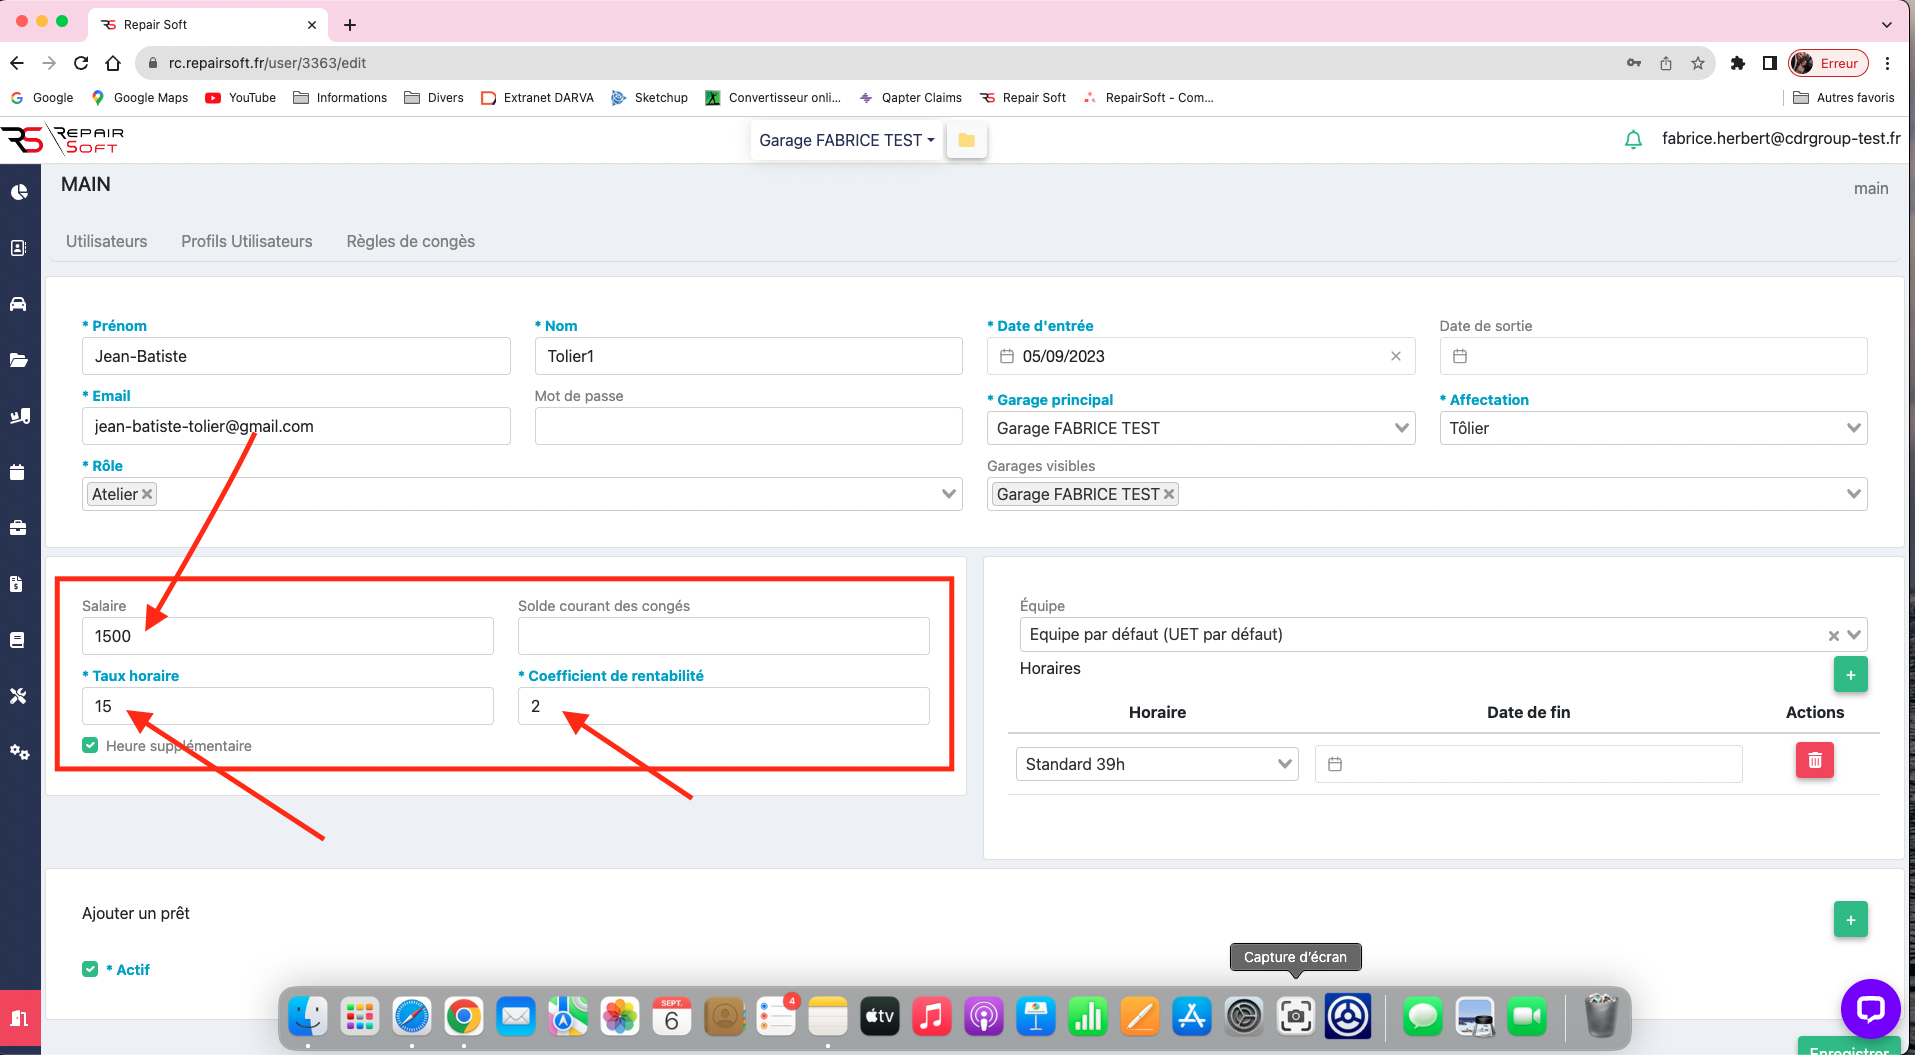 Repair Soft
rc.repairsoft.fr/user/3363/edit
Erreur
Google
Google Maps
YouTube
Informations
Divers
Extranet DARVA
Sketchup
Convertisseur onli...
Qapter Claims
Repair Soft
RepairSoft - Com...
Autres favoris
RS REPAIR SOFT
Garage FABRICE TEST
fabrice.herbert@cdrgroup-test.fr
MAIN
main
Utilisateurs
Profils Utilisateurs
Règles de congès
* Prénom
* Nom
* Date d'entrée
Date de sortie
Jean-Batiste
Tolier1
05/09/2023
* Email
Mot de passe
* Garage principal
* Affectation
jean-batiste-tolier@gmail.com
Garage FABRICE TEST
Tôlier
* Rôle
Garages visibles
Atelier
Garage FABRICE TEST
Salaire
Solde courant des congés
1500
* Taux horaire
* Coefficient de rentabilité
15
2
Heure supplémentaire
Équipe
Equipe par défaut (UET par défaut)
Horaires
+
Horaire
Date de fin
Actions
Standard 39h
Ajouter un prêt
+
* Actif
Capture d'écran
SEPT.
6
4
tv
Enregistrer